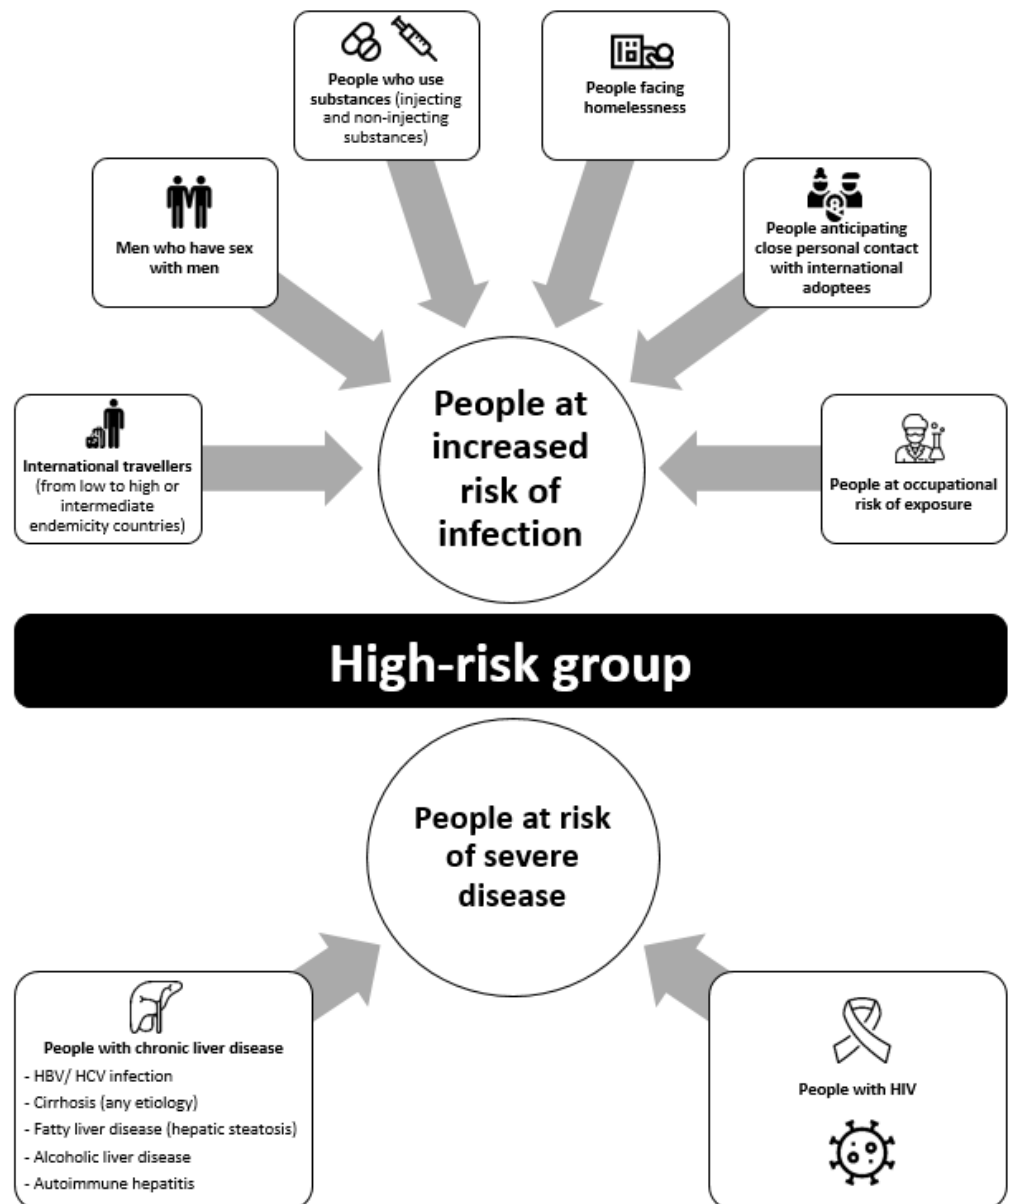 People who use
substances (injecting
and non-injecting
substances)
People facing
homelessness
Men who have sex
with men
People anticipating
close personal contact
with international
adoptees
International travellers
(from low to high or
intermediate
endemicity countries)
People at
increased
risk of
infection
People at occupational
risk of exposure
High-risk group
People at risk
of severe
disease
People with chronic liver disease
- HBV/ HCV infection
- Cirrhosis (any etiology)
- Fatty liver disease (hepatic steatosis)
- Alcoholic liver disease
- Autoimmune hepatitis
People with HIV